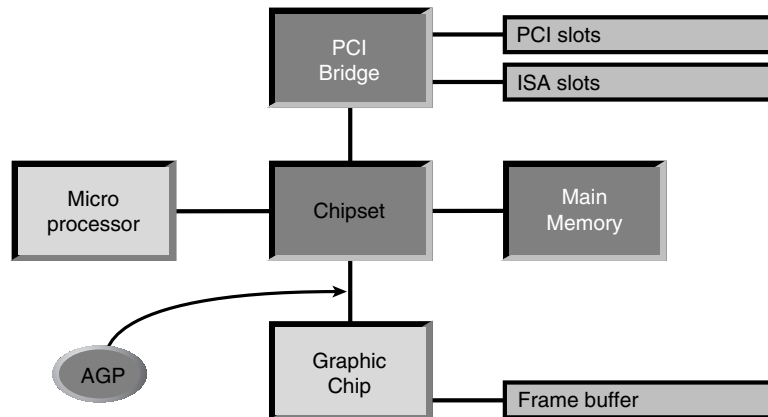 PCI
Bridge
PCI slots
ISA slots
Micro
processor
Chipset
Main
Memory
AGP
Graphic
Chip
Frame buffer